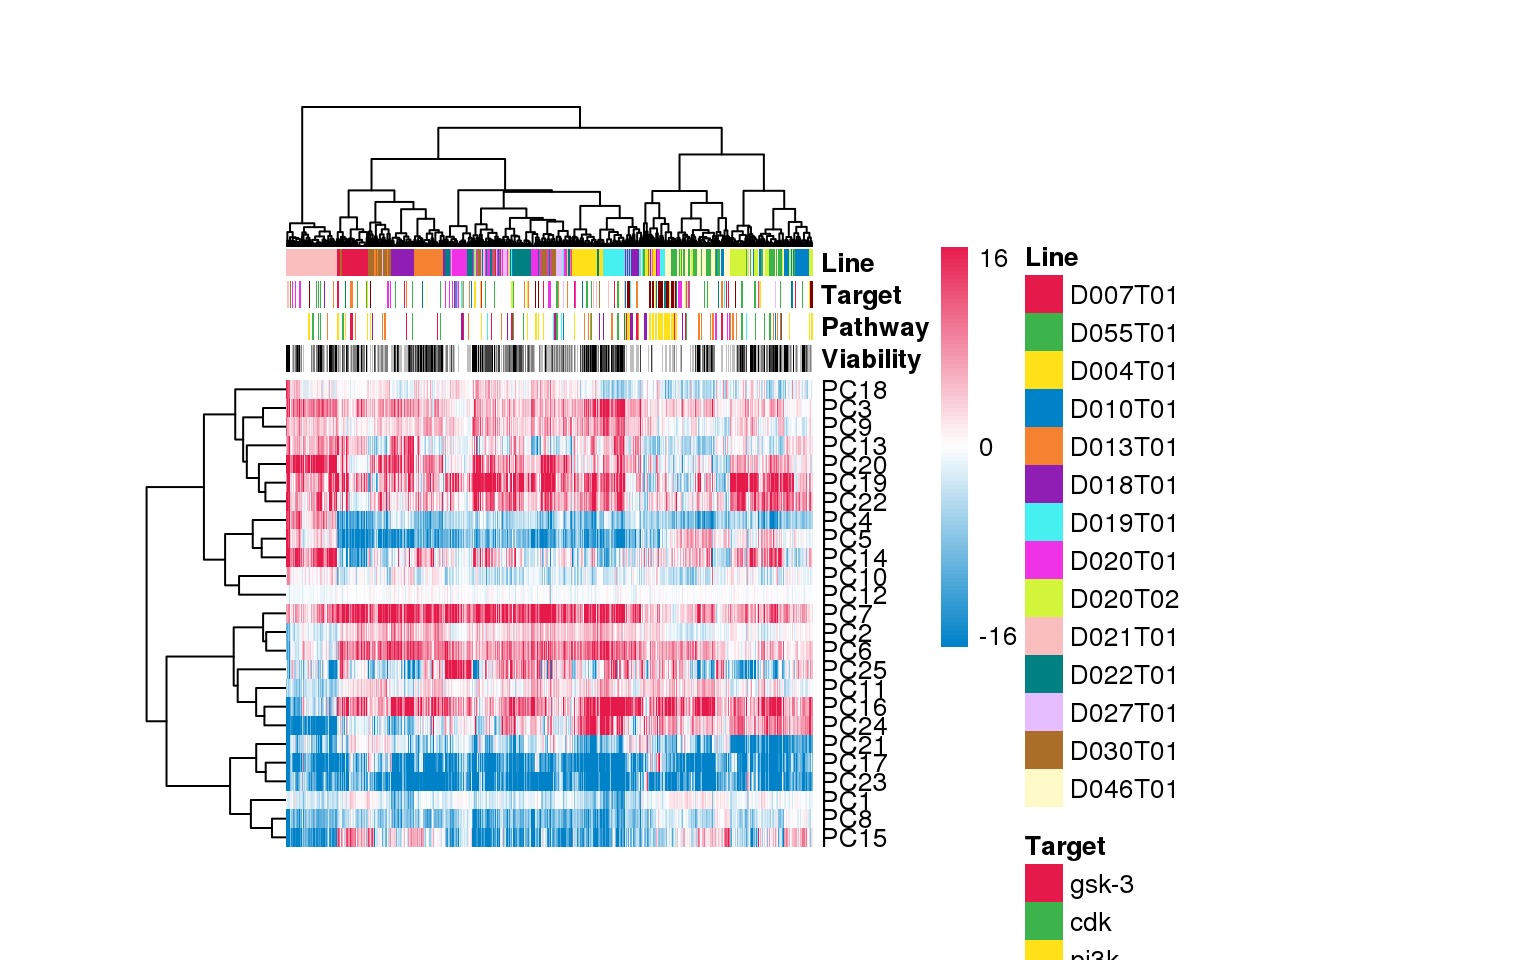 Line
Target
Pathway
Viability
PC18
PC3
PC9
PC13
PC20
PC19
PC22
PC4
PC5
PC14
PC10
PC12
PC7
PC2
PC6
PC25
PC11
PC16
PC24
PC21
PC17
PC23
PC1
PC8
PC15
16
0
-16
Line
D007T01
D055T01
D004T01
D010T01
D013T01
D018T01
D019T01
D020T01
D020T02
D021T01
D022T01
D027T01
D030T01
D046T01
Target
gsk-3
cdk
pi3k